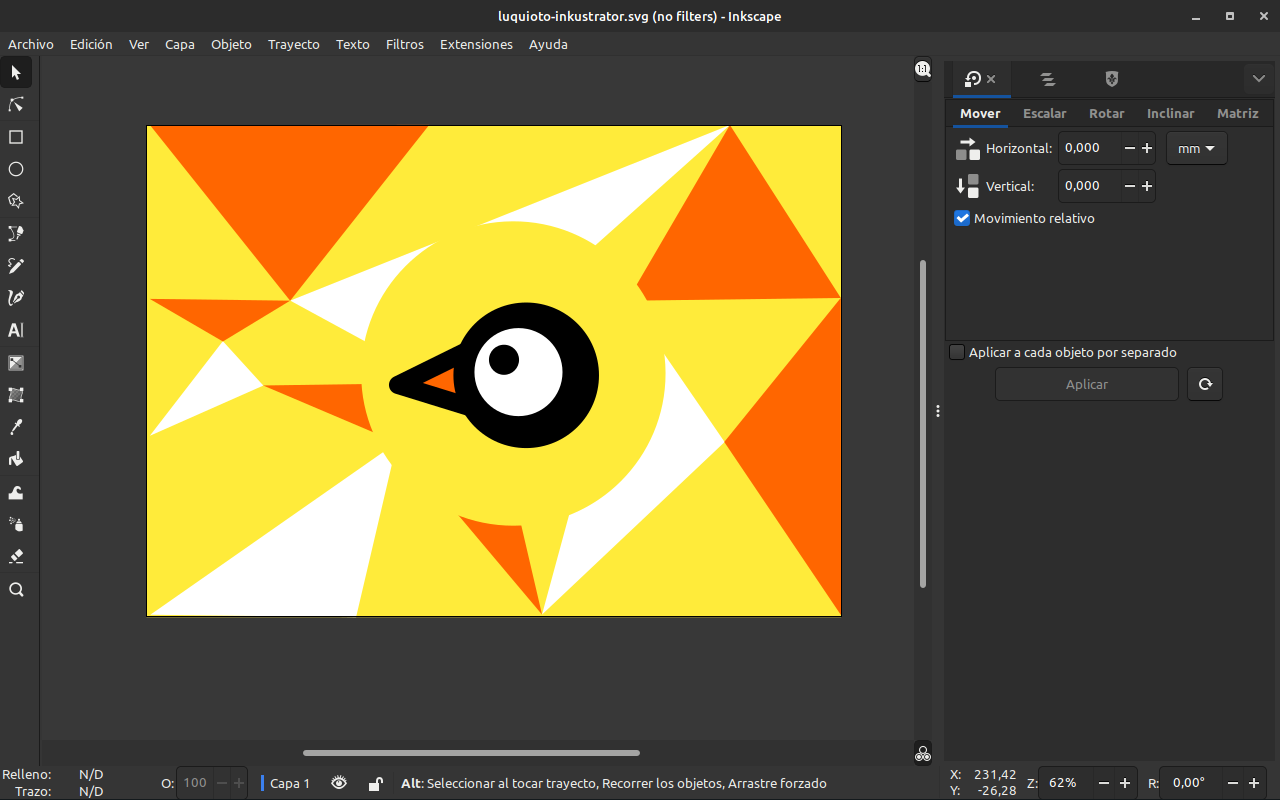 luquioto-inkustrator.svg (no filters) - Inkscape
Archivo Edición Ver Capa Objeto Trayecto Texto Filtros Extensiones Ayuda
1:1
Mover Escalar Rotar Inclinar Matriz
Horizontal: 0,000 mm
Vertical: 0,000
Movimiento relativo
Aplicar a cada objeto por separado
Aplicar
Relleno: N/D
Trazo: N/D
O: 100
Capa 1
Alt: Seleccionar al tocar trayecto, Recorrer los objetos, Arrastre forzado
X: 231,42
Y: -26,28
Z: 62%
R: 0,00°